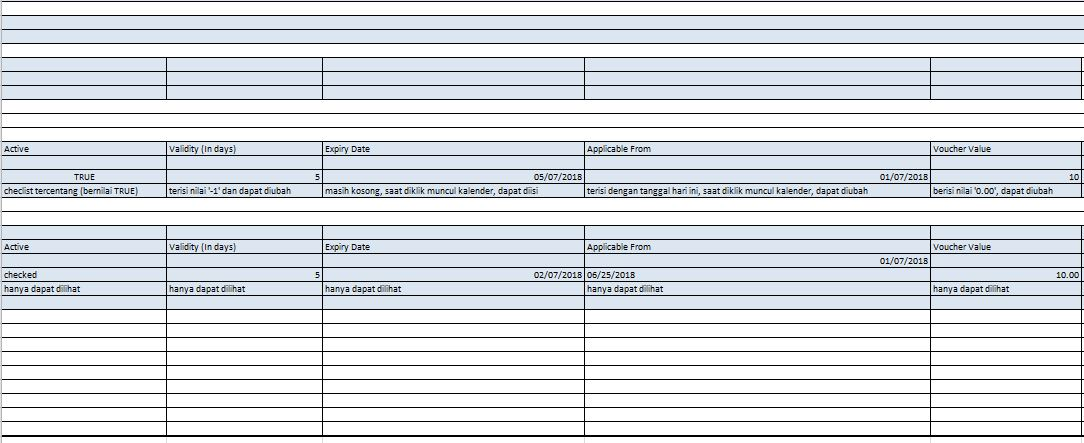 Active Validity (In days) Expiry Date Applicable From Voucher Value
TRUE 5 05/07/2018 01/07/2018 10
checlist tercentang (bernilai TRUE) terisi nilai '-1' dan dapat diubah masih kosong, saat diklik muncul kalender, dapat diisi terisi dengan tanggal hari ini, saat diklik muncul kalender, dapat diubah berisi nilai '0.00', dapat diubah
Active Validity (In days) Expiry Date Applicable From Voucher Value
01/07/2018
checked 5 02/07/2018 06/25/2018 10.00
hanya dapat dilihat hanya dapat dilihat hanya dapat dilihat hanya dapat dilihat hanya dapat dilihat